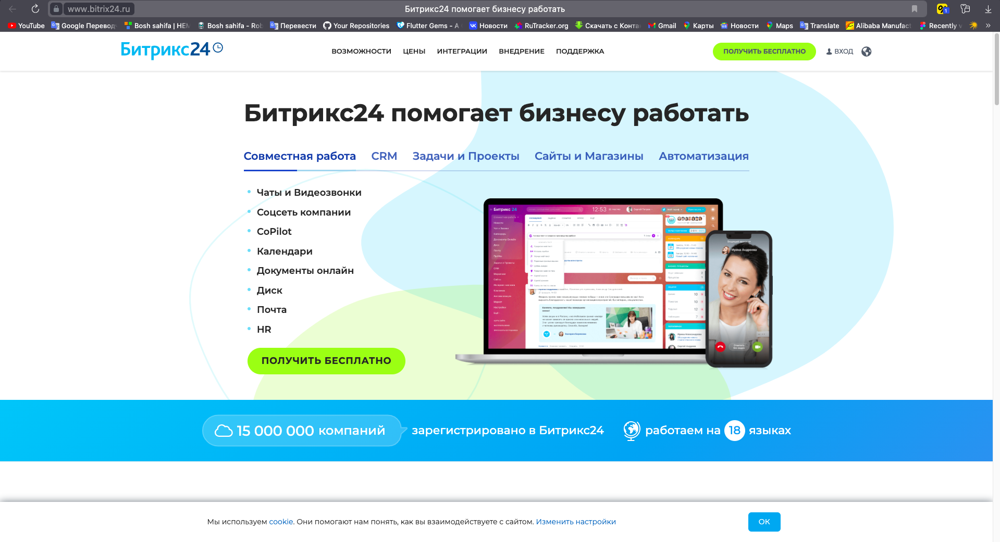 www.bitrix24.ru
Битрикс24 помогает бизнесу работать
1
YouTube
Google Перевод
Bosh sahifa | HEM
Bosh sahifa - Rob
Перевести
Your Repositories
Flutter Gems - A
Новости
RuTracker.org
Скачать с Конта
Gmail
Карты
Новости
Maps
Translate
Alibaba Manufact
Recently v
»
Битрикс24
ВОЗМОЖНОСТИ
ЦЕНЫ
ИНТЕГРАЦИИ
ВНЕДРЕНИЕ
ПОДДЕРЖКА
ПОЛУЧИТЬ БЕСПЛАТНО
ВХОД
Битрикс24 помогает бизнесу работать
Совместная работа
CRM
Задачи и Проекты
Сайты и Магазины
Автоматизация
Чаты и Видеозвонки
Соцсеть компании
CoPilot
Календари
Документы онлайн
Диск
Почта
HR
ПОЛУЧИТЬ БЕСПЛАТНО
Битрикс 24
12:53
Ирина Андреева
15 000 000 компаний
зарегистрировано в Битрикс24
работаем на 18 языках
Мы используем cookie. Они помогают нам понять, как вы взаимодействуете с сайтом. Изменить настройки
ОК